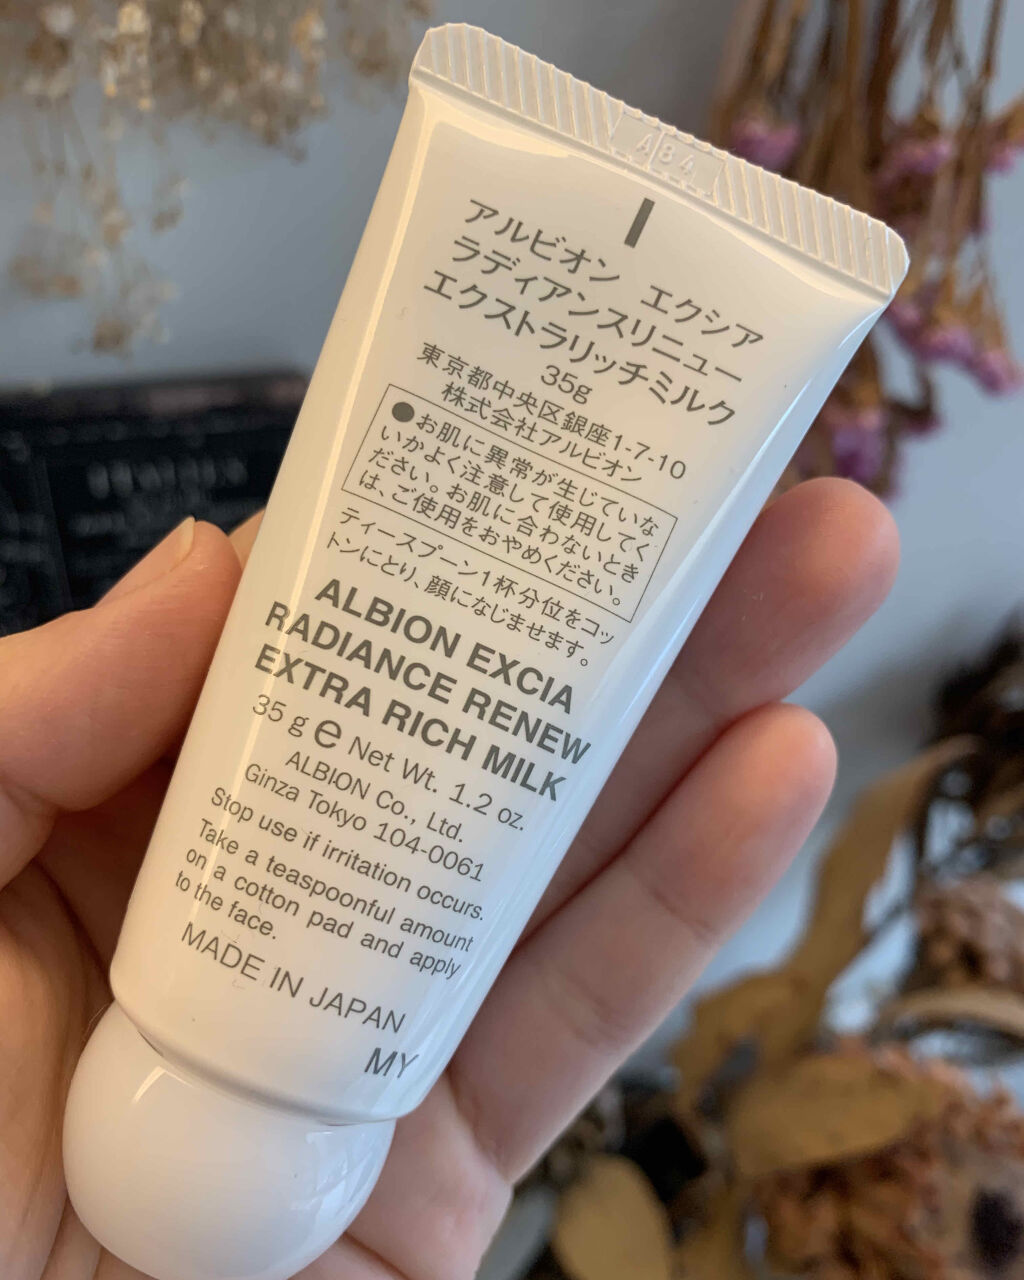 A84
アルビオン エクシア
ラディアンスリニュー
エクストラリッチミルク
35g
東京都中央区銀座1-7-10
株式会社アルビオン
●お肌に異常が生じていな
いかよく注意して使用してく
ださい。お肌に合わないとき
は、ご使用をおやめください。
ティースプーン1杯分位をコッ
トンにとり、顔になじませます。
ALBION EXCIA
RADIANCE RENEW
EXTRA RICH MILK
35 g ℮ Net Wt. 1.2 oz.
ALBION Co., Ltd.
Ginza Tokyo 104-0061
Stop use if irritation occurs.
Take a teaspoonful amount
on a cotton pad and apply
to the face.
MADE IN JAPAN
MY